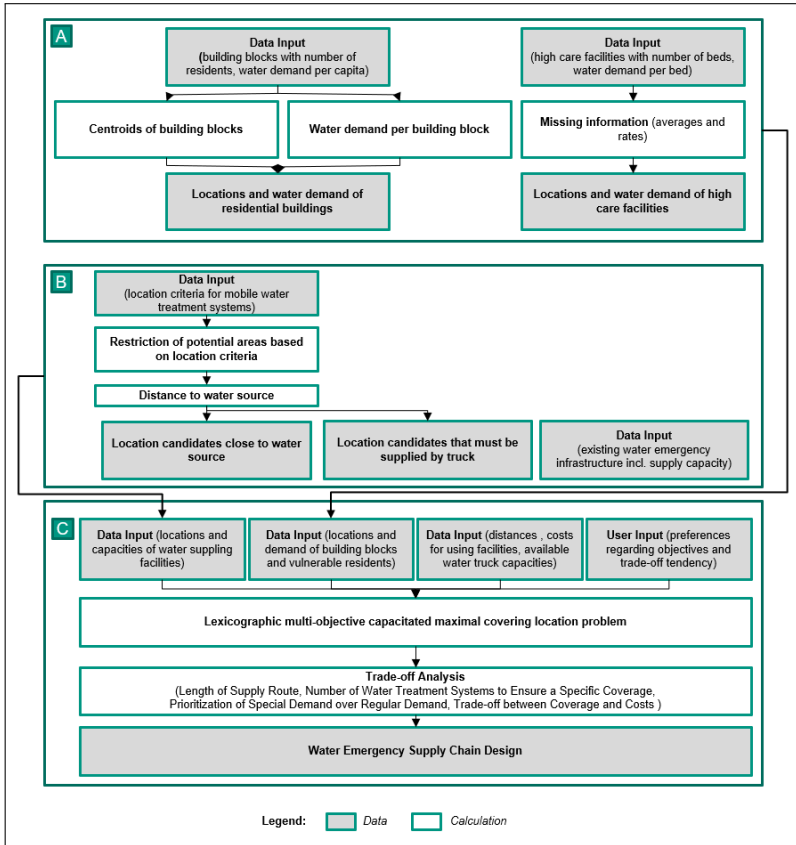 A
Data Input
(building blocks with number of
residents, water demand per capita)
Data Input
(high care facilities with number of beds,
water demand per bed)
Centroids of building blocks
Water demand per building block
Missing information (averages and
rates)
Locations and water demand of
residential buildings
Locations and water demand of high
care facilities
B
Data Input
(location criteria for mobile water
treatment systems)
Restriction of potential areas based
on location criteria
Distance to water source
Location candidates close to water
source
Location candidates that must be
supplied by truck
Data Input
(existing water emergency
infrastructure incl. supply capacity)
C
Data Input (locations and
capacities of water suppling
facilities)
Data Input (locations and
demand of building blocks
and vulnerable residents)
Data Input (distances , costs
for using facilities, available
water truck capacities)
User Input (preferences
regarding objectives and
trade-off tendency)
Lexicographic multi-objective capacitated maximal covering location problem
Trade-off Analysis
(Length of Supply Route, Number of Water Treatment Systems to Ensure a Specific Coverage,
Prioritization of Special Demand over Regular Demand, Trade-off between Coverage and Costs )
Water Emergency Supply Chain Design
Legend:
Data
Calculation